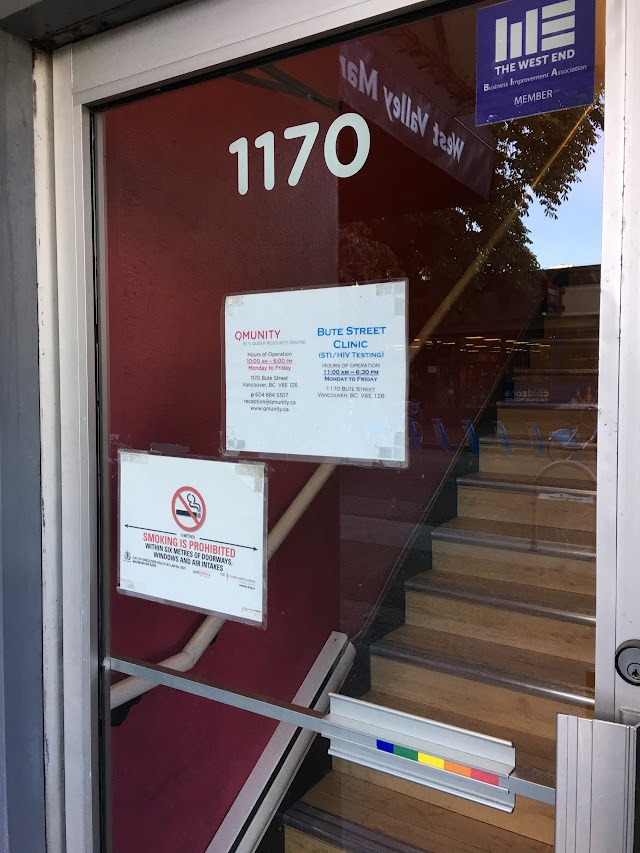 WE
THE WEST END
Business Improvement Association
MEMBER
West Valley Mar
1170
QMUNITY
BC'S QUEER RESOURCE CENTRE
Hours of Operation
10:00 AM – 6:00 PM
Monday to Friday
1170 Bute Street
Vancouver, BC V6E 1Z6
p 604 684 5307
reception@qmunity.ca
www.qmunity.ca
BUTE STREET
CLINIC
(STI/HIV TESTING)
HOURS OF OPERATION
11:00 AM – 6:30 PM
MONDAY TO FRIDAY
1170 BUTE STREET
VANCOUVER, BC V6E 1Z6
6 METRES
SMOKING IS PROHIBITED
WITHIN SIX METRES OF DOORWAYS,
WINDOWS AND AIR INTAKES